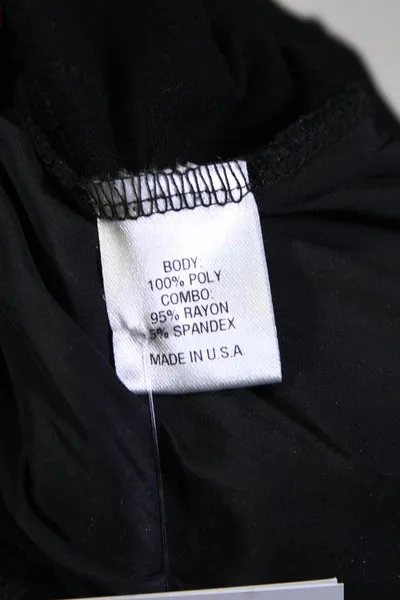 BODY:
100% POLY
COMBO:
95% RAYON
5% SPANDEX
MADE IN U.S.A